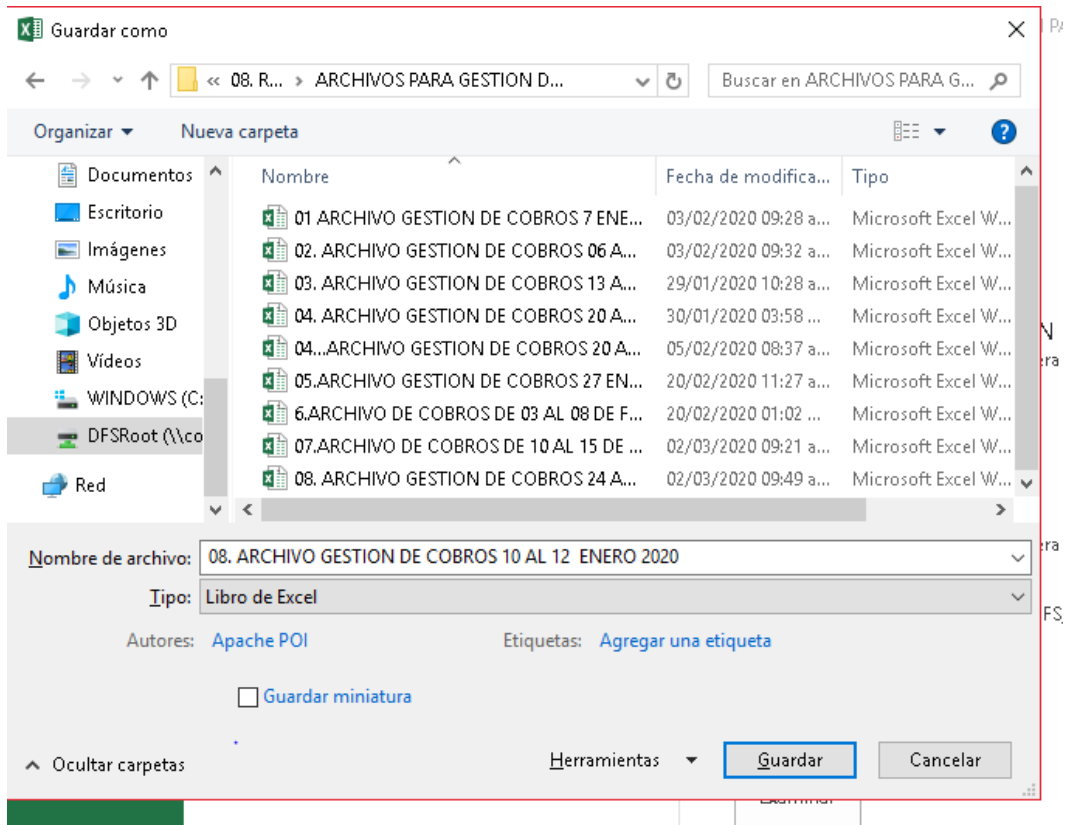 Guardar como
« 08. R... > ARCHIVOS PARA GESTION D...
Buscar en ARCHIVOS PARA G...
Organizar
Nueva carpeta
Documentos
Escritorio
Imágenes
Música
Objetos 3D
Vídeos
WINDOWS (C:
DFSRoot (\\co
Red
Nombre Fecha de modifica... Tipo
01 ARCHIVO GESTION DE COBROS 7 ENE... 03/02/2020 09:28 a... Microsoft Excel W...
02. ARCHIVO GESTION DE COBROS 06 A... 03/02/2020 09:32 a... Microsoft Excel W...
03. ARCHIVO GESTION DE COBROS 13 A... 29/01/2020 10:28 a... Microsoft Excel W...
04. ARCHIVO GESTION DE COBROS 20 A... 30/01/2020 03:58 ... Microsoft Excel W...
04...ARCHIVO GESTION DE COBROS 20 A... 05/02/2020 08:37 a... Microsoft Excel W...
05.ARCHIVO GESTION DE COBROS 27 EN... 20/02/2020 11:27 a... Microsoft Excel W...
6.ARCHIVO DE COBROS DE 03 AL 08 DE F... 20/02/2020 01:02 ... Microsoft Excel W...
07.ARCHIVO DE COBROS DE 10 AL 15 DE ... 02/03/2020 09:21 a... Microsoft Excel W...
08. ARCHIVO GESTION DE COBROS 24 A... 02/03/2020 09:49 a... Microsoft Excel W...
Nombre de archivo: 08. ARCHIVO GESTION DE COBROS 10 AL 12  ENERO 2020
Tipo: Libro de Excel
Autores: Apache POI
Etiquetas: Agregar una etiqueta
Guardar miniatura
Ocultar carpetas
Herramientas
Guardar
Cancelar